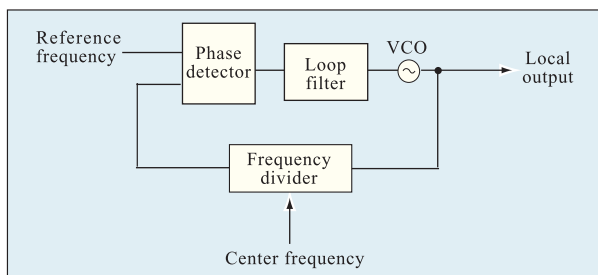 Reference
frequency
Phase
detector
Loop
filter
VCO
Local
output
Frequency
divider
Center frequency